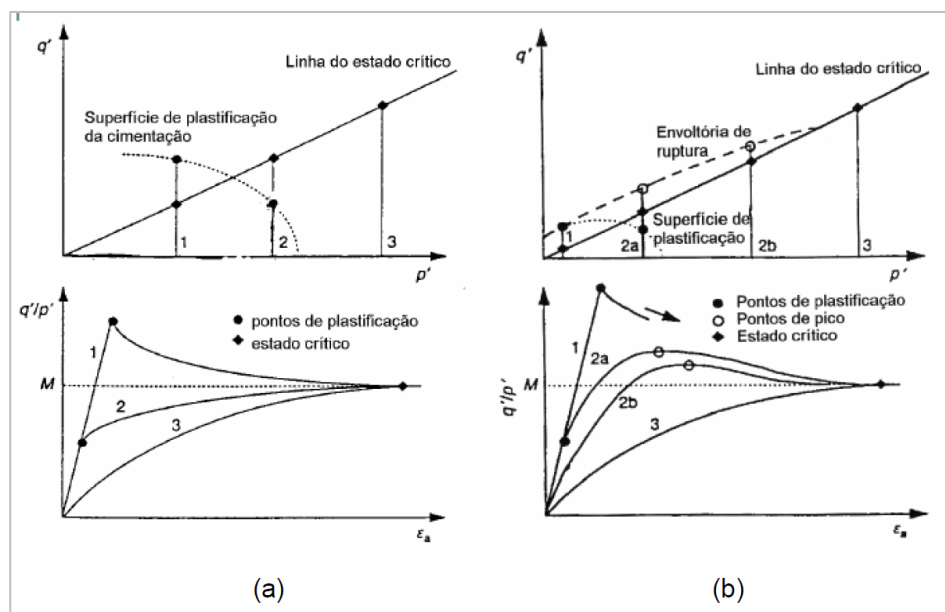 q'
Linha do estado crítico
Superfície de plastificação
da cimentação
1
2
3
p'
q'/p'
pontos de plastificação
estado crítico
1
M
2
3
εa
(a)
q'
Linha do estado crítico
Envoltória de
ruptura
Superfície de
plastificação
1
2a
2b
3
p'
Pontos de plastificação
Pontos de pico
Estado crítico
1
2a
M
q'/p'
2b
3
εa
(b)